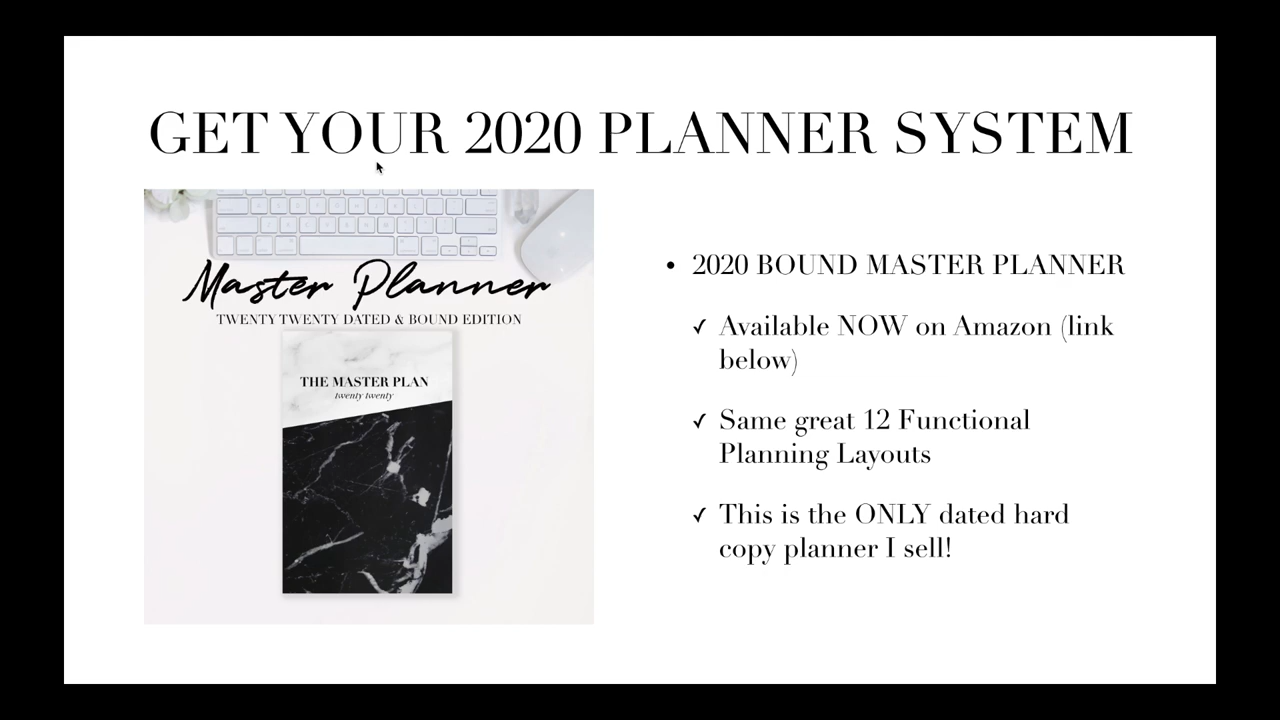 GET YOUR 2020 PLANNER SYSTEM
Master Planner
TWENTY TWENTY DATED & BOUND EDITION
THE MASTER PLAN
twenty twenty
• 2020 BOUND MASTER PLANNER
✓ Available NOW on Amazon (link
below)
✓ Same great 12 Functional
Planning Layouts
✓ This is the ONLY dated hard
copy planner I sell!